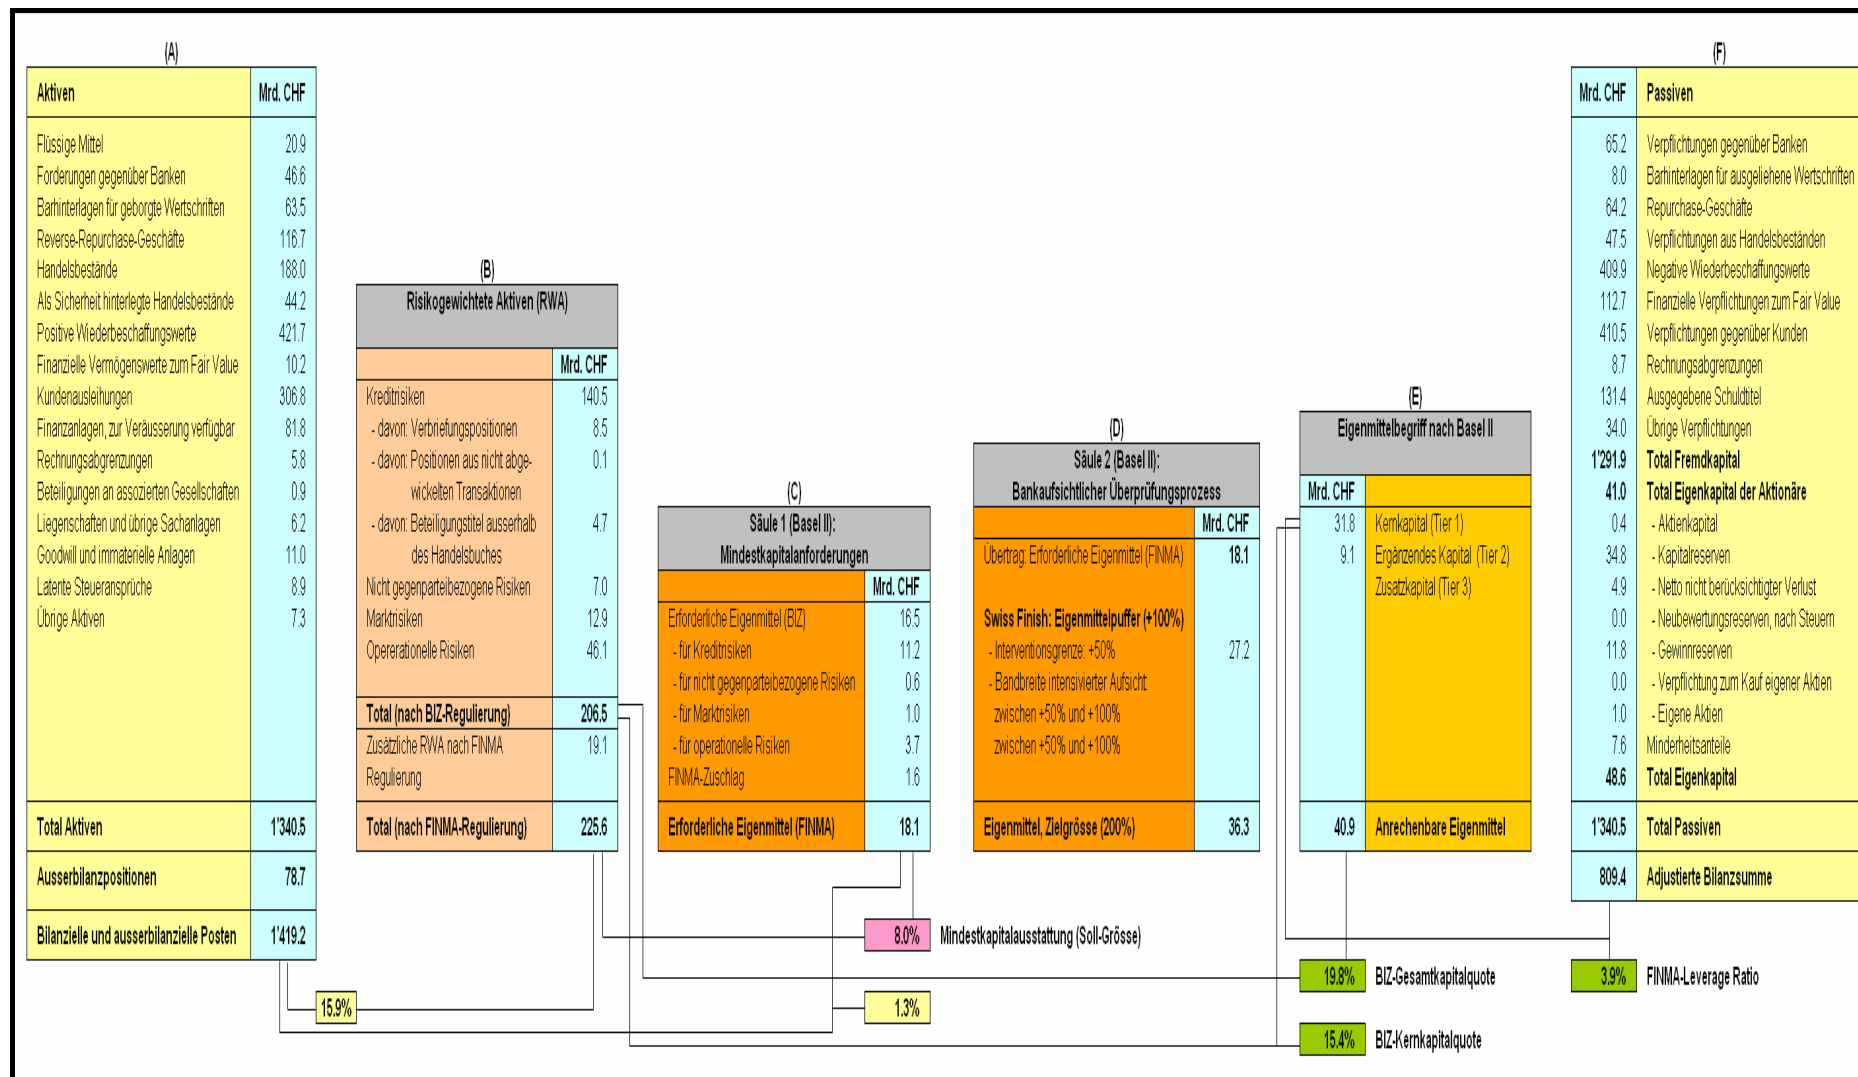 (A)
Aktiven Mrd. CHF
Flüssige Mittel 20.9
Forderungen gegenüber Banken 46.6
Barhinterlagen für geborgte Wertschriften 63.5
Reverse-Repurchase-Geschäfte 116.7
Handelsbestände 188.0
Als Sicherheit hinterlegte Handelsbestände 44.2
Positive Wiederbeschaffungswerte 421.7
Finanzielle Vermögenswerte zum Fair Value 10.2
Kundenausleihungen 306.8
Finanzanlagen, zur Veräusserung verfügbar 81.8
Rechnungsabgrenzungen 5.8
Beteiligungen an assozierten Gesellschaften 0.9
Liegenschaften und übrige Sachanlagen 6.2
Goodwill und immaterielle Anlagen 11.0
Latente Steueransprüche 8.9
Übrige Aktiven 7.3
Total Aktiven 1'340.5
Ausserbilanzpositionen 78.7
Bilanzielle und ausserbilanzielle Posten 1'419.2
15.9%
(B)
Risikogewichtete Aktiven (RWA)
Mrd. CHF
Kreditrisiken 140.5
- davon: Verbriefungspositionen 8.5
- davon: Positionen aus nicht abge- 0.1
wickelten Transaktionen
- davon: Beteiligungstitel ausserhalb 4.7
des Handelsbuches
Nicht gegenparteibezogene Risiken 7.0
Marktrisiken 12.9
Opererationelle Risiken 46.1
Total (nach BIZ-Regulierung) 206.5
Zusätzliche RWA nach FINMA 19.1
Regulierung
Total (nach FINMA-Regulierung) 225.6
(C)
Säule 1 (Basel II):
Mindestkapitalanforderungen
Mrd. CHF
Erforderliche Eigenmittel (BIZ) 16.5
- für Kreditrisiken 11.2
- für nicht gegenparteibezogene Risiken 0.6
- für Marktrisiken 1.0
- für operationelle Risiken 3.7
FINMA-Zuschlag 1.6
Erforderliche Eigenmittel (FINMA) 18.1
8.0% Mindestkapitalausstattung (Soll-Grösse)
1.3%
(D)
Säule 2 (Basel II):
Bankaufsichtlicher Überprüfungsprozess
Mrd. CHF
Übertrag: Erforderliche Eigenmittel (FINMA) 18.1
Swiss Finish: Eigenmittelpuffer (+100%)
- Interventionsgrenze: +50% 27.2
- Bandbreite intensivierter Aufsicht:
zwischen +50% und +100%
zwischen +50% und +100%
Eigenmittel, Zielgrösse (200%) 36.3
(E)
Eigenmittelbegriff nach Basel II
Mrd. CHF
31.8 Kernkapital (Tier 1)
9.1 Ergänzendes Kapital (Tier 2)
Zusatzkapital (Tier 3)
40.9 Anrechenbare Eigenmittel
19.8% BIZ-Gesamtkapitalquote
15.4% BIZ-Kernkapitalquote
(F)
Mrd. CHF Passiven
65.2 Verpflichtungen gegenüber Banken
8.0 Barhinterlagen für ausgeliehene Wertschriften
64.2 Repurchase-Geschäfte
47.5 Verpflichtungen aus Handelsbeständen
409.9 Negative Wiederbeschaffungswerte
112.7 Finanzielle Verpflichtungen zum Fair Value
410.5 Verpflichtungen gegenüber Kunden
8.7 Rechnungsabgrenzungen
131.4 Ausgegebene Schuldtitel
34.0 Übrige Verpflichtungen
1'291.9 Total Fremdkapital
41.0 Total Eigenkapital der Aktionäre
0.4 - Aktienkapital
34.8 - Kapitalreserven
4.9 - Netto nicht berücksichtigter Verlust
0.0 - Neubewertungsreserven, nach Steuern
11.8 - Gewinnreserven
0.0 - Verpflichtung zum Kauf eigener Aktien
1.0 - Eigene Aktien
7.6 Minderheitsanteile
48.6 Total Eigenkapital
1'340.5 Total Passiven
809.4 Adjustierte Bilanzsumme
3.9% FINMA-Leverage Ratio